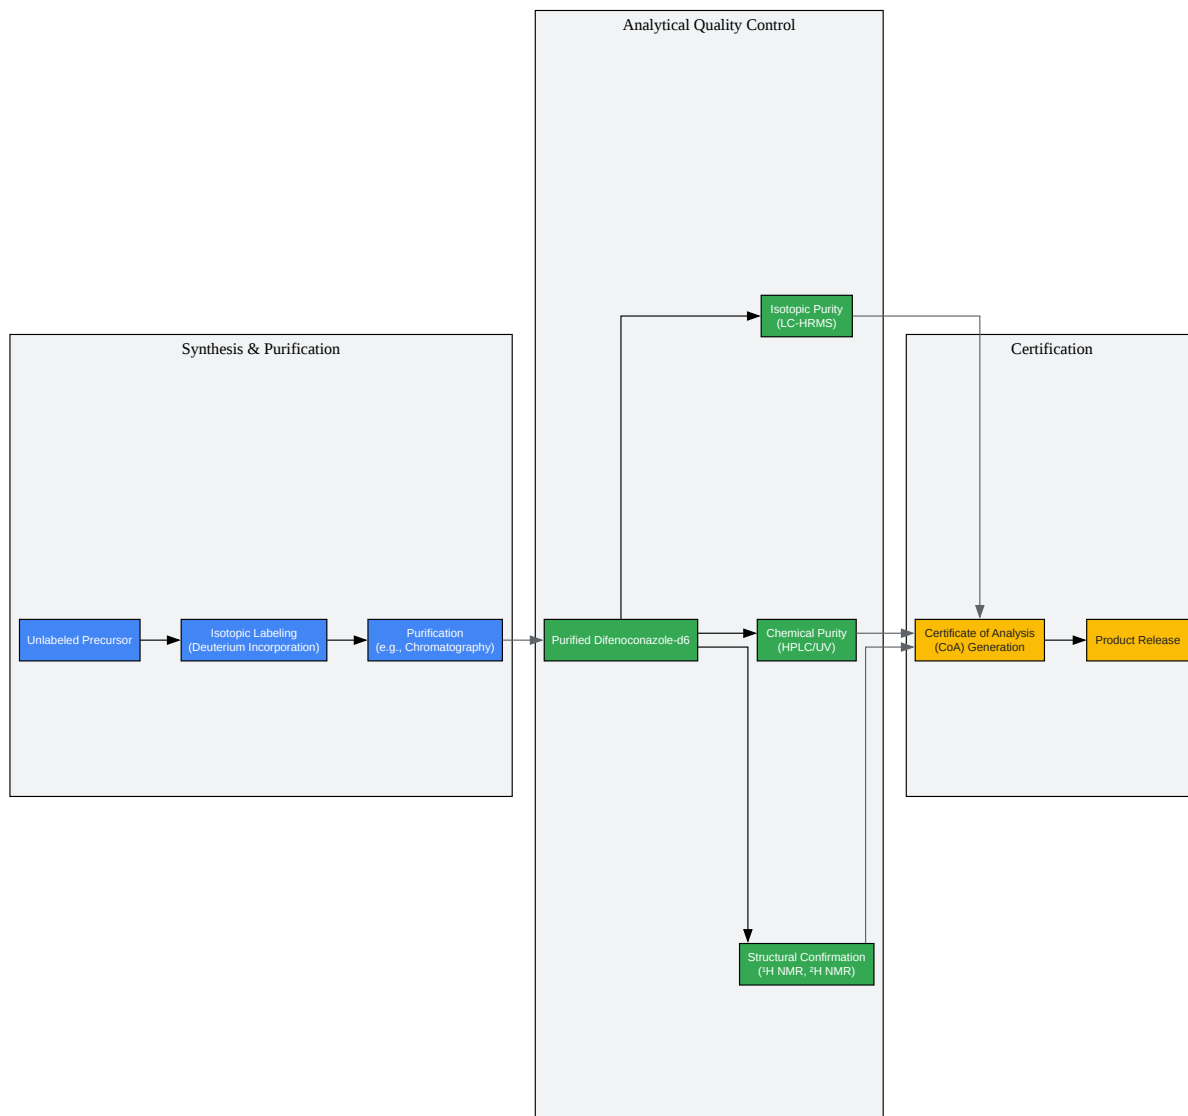 Analytical Quality Control
Isotopic Purity
(LC-HRMS)
Synthesis & Purification
Certification
Unlabeled Precursor
Isotopic Labeling
(Deuterium Incorporation)
Purification
(e.g., Chromatography)
Purified Difenoconazole-d6
Chemical Purity
(HPLC/UV)
Certificate of Analysis
(CoA) Generation
Product Release
Structural Confirmation
(¹H NMR, ²H NMR)